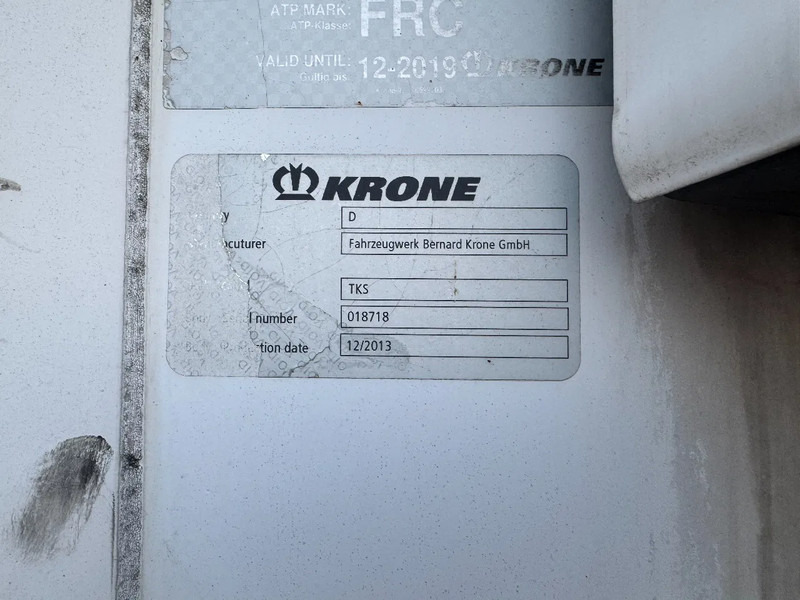 ATP MARK: FRC
ATP-Klasse:
VALID UNTIL: 12-2019 KRONE
Gültig bis:
KRONE
D
Fahrzeugwerk Bernard Krone GmbH
TKS
number 018718
date 12/2013